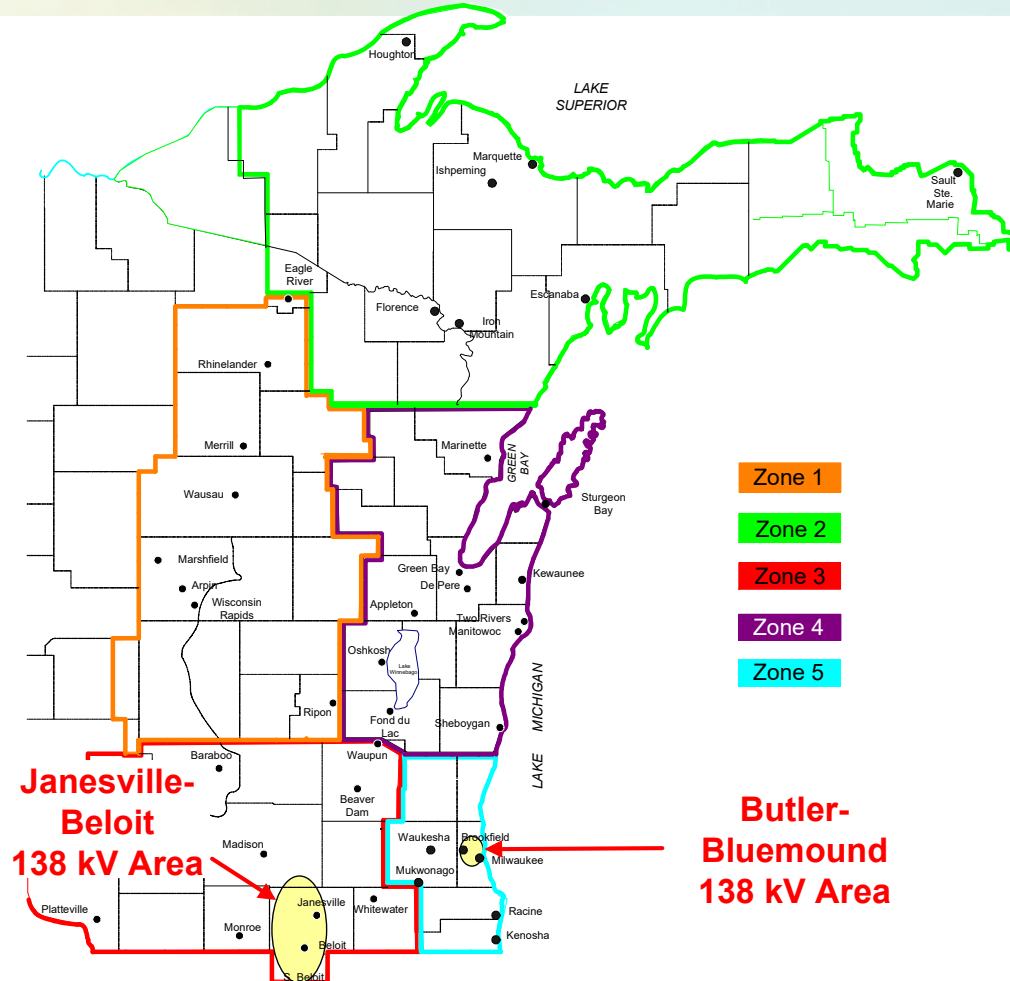 Houghton
LAKE
SUPERIOR
Marquette
Ishpeming
Sault
Ste.
Marie
Eagle
River
Escanaba
Florence
Iron
Mountain
Rhinelander
Merrill
Marinette
GREEN
BAY
Wausau
Sturgeon
Bay
Zone 1
Zone 2
Zone 3
Zone 4
Zone 5
Marshfield
Arpin
Wisconsin
Rapids
Green Bay
De Pere
Kewaunee
Appleton
Two Rivers
Manitowoc
Oshkosh
Lake
Winnebago
Ripon
Fond du
Lac
Sheboygan
LAKE MICHIGAN
Waupun
Baraboo
Beaver
Dam
Janesville-
Beloit
138 kV Area
Madison
Waukesha
Brookfield
Milwaukee
Mukwonago
Butler-
Bluemound
138 kV Area
Platteville
Monroe
Janesville
Whitewater
Beloit
S. Beloit
Racine
Kenosha